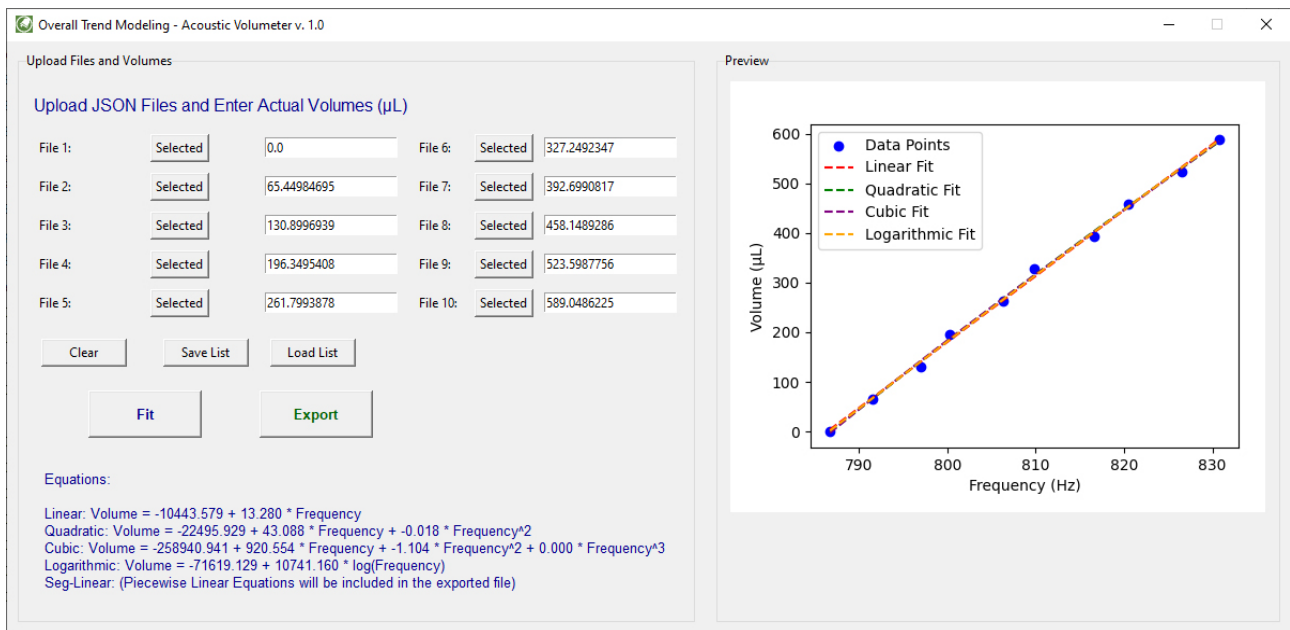 Overall Trend Modeling - Acoustic Volumeter v. 1.0
Upload Files and Volumes
Upload JSON Files and Enter Actual Volumes (µL)
File 1: Selected 0.0 File 6: Selected 327.2492347
File 2: Selected 65.44984695 File 7: Selected 392.6990817
File 3: Selected 130.8996939 File 8: Selected 458.1489286
File 4: Selected 196.3495408 File 9: Selected 523.5987756
File 5: Selected 261.7993878 File 10: Selected 589.0486225
Clear Save List Load List
Fit Export
Equations:
Linear: Volume = -10443.579 + 13.280 * Frequency
Quadratic: Volume = -22495.929 + 43.088 * Frequency + -0.018 * Frequency^2
Cubic: Volume = -258940.941 + 920.554 * Frequency + -1.104 * Frequency^2 + 0.000 * Frequency^3
Logarithmic: Volume = -71619.129 + 10741.160 * log(Frequency)
Seg-Linear: (Piecewise Linear Equations will be included in the exported file)
Preview
Data Points
Linear Fit
Quadratic Fit
Cubic Fit
Logarithmic Fit
Volume (µL)
600
500
400
300
200
100
0
790 800 810 820 830
Frequency (Hz)